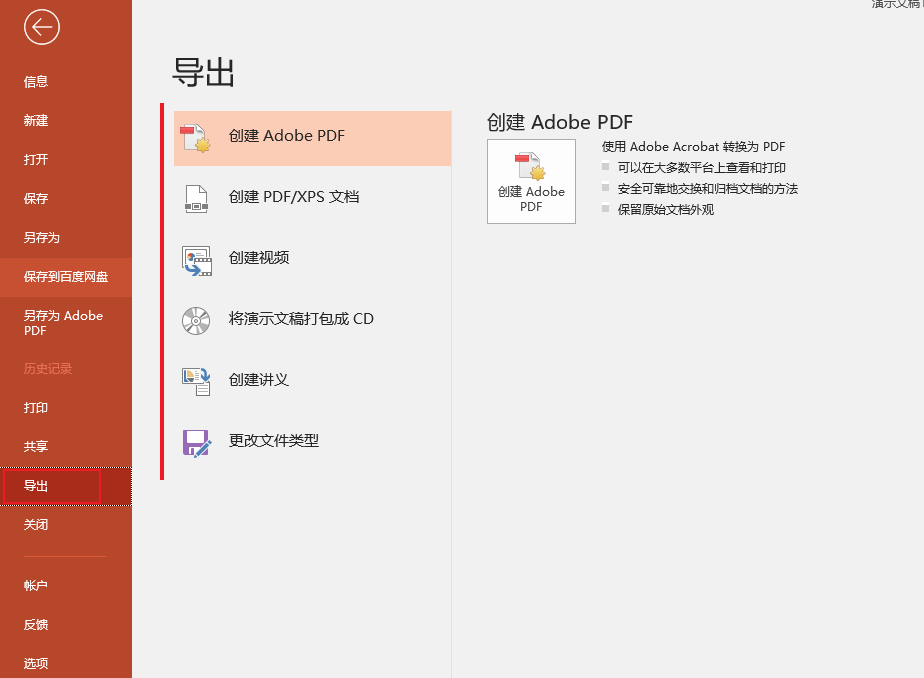 演示文稿
信息
新建
打开
保存
另存为
保存到百度网盘
另存为 Adobe
PDF
历史记录
打印
共享
导出
关闭
帐户
反馈
选项
导出
创建 Adobe PDF
创建 PDF/XPS 文档
创建视频
将演示文稿打包成 CD
创建讲义
更改文件类型
创建 Adobe PDF
创建 Adobe
PDF
使用 Adobe Acrobat 转换为 PDF
可以在大多数平台上查看和打印
安全可靠地交换和归档文档的方法
保留原始文档外观